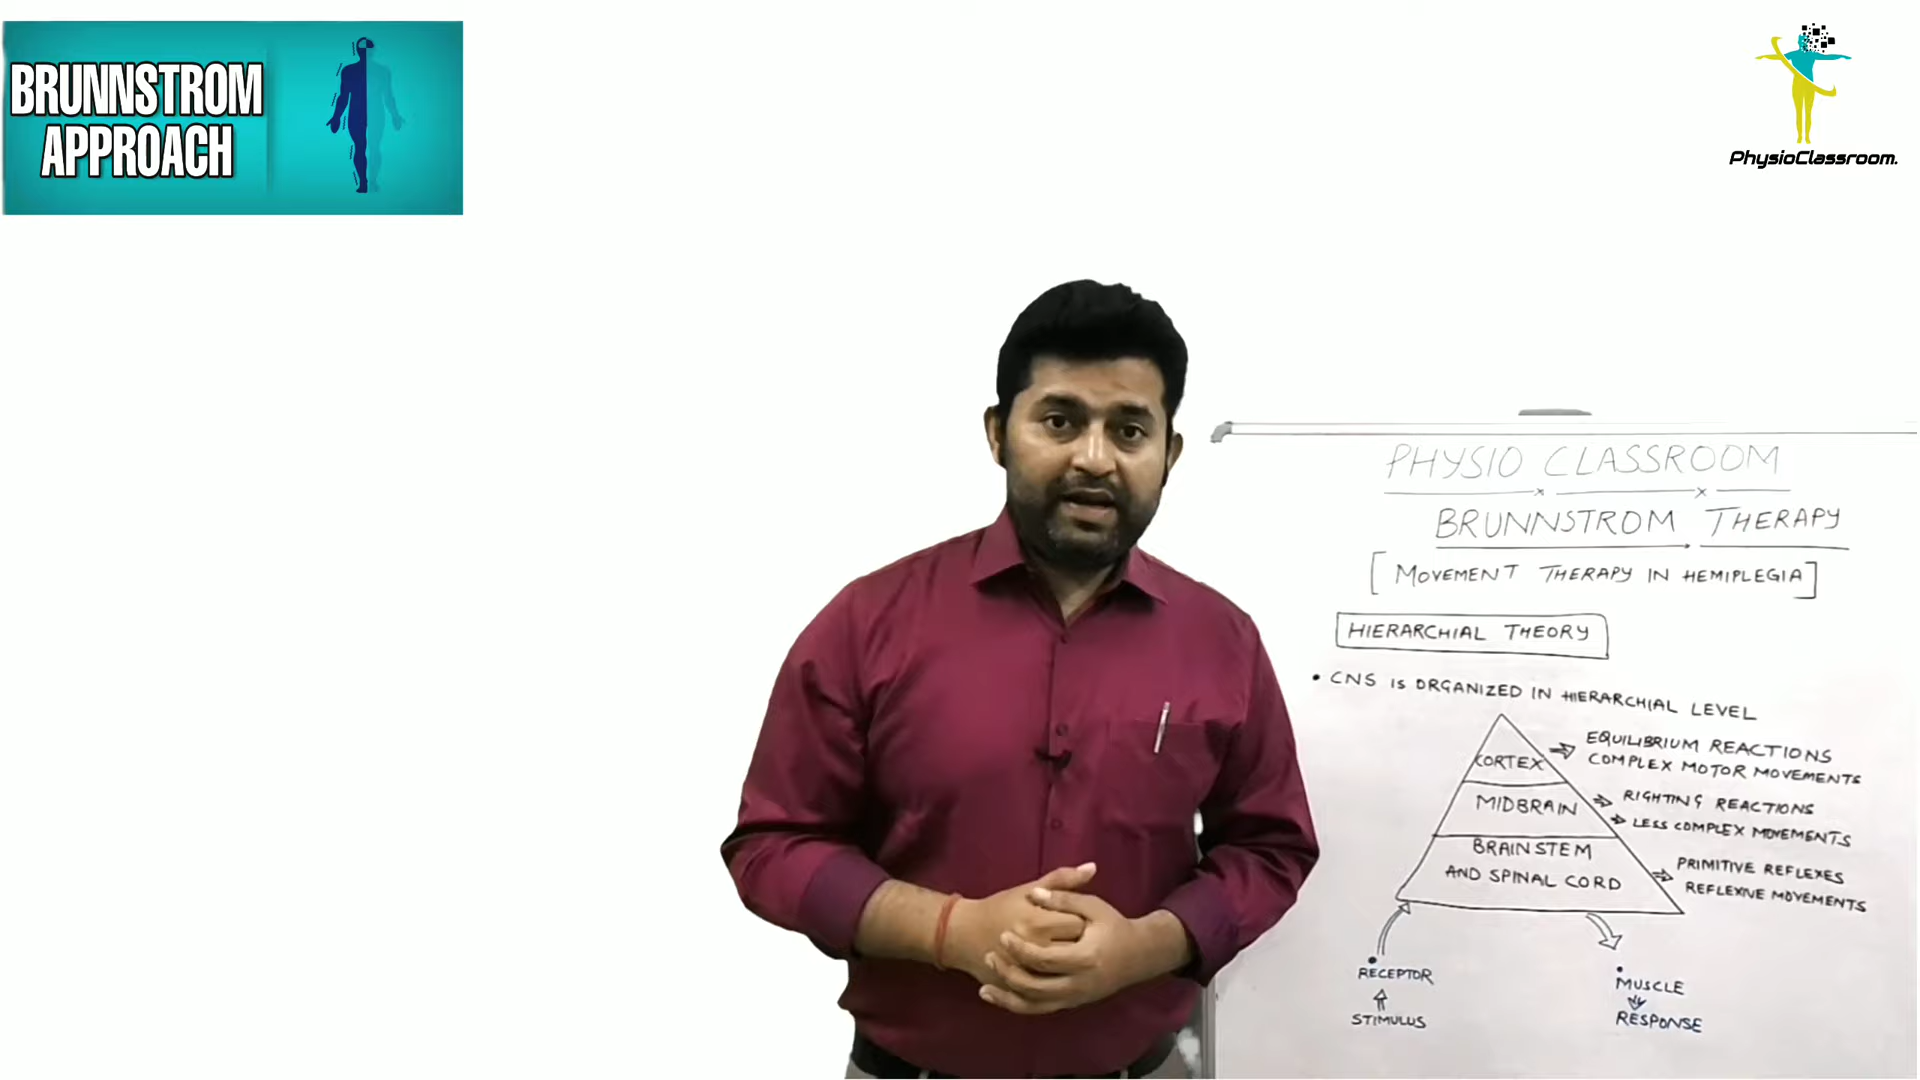 BRUNNSTROM
APPROACH
PhysioClassroom.
PHYSIO CLASSROOM
BRUNNSTROM THERAPY
[MOVEMENT THERAPY IN HEMIPLEGIA]
HIERARCHIAL THEORY
• CNS IS ORGANIZED IN HIERARCHIAL LEVEL
CORTEX
EQUILIBRIUM REACTIONS
COMPLEX MOTOR MOVEMENTS
MIDBRAIN
RIGHTING REACTIONS
LESS COMPLEX MOVEMENTS
BRAINSTEM
AND SPINAL CORD
PRIMITIVE REFLEXES
REFLEXIVE MOVEMENTS
RECEPTOR
STIMULUS
MUSCLE
RESPONSE